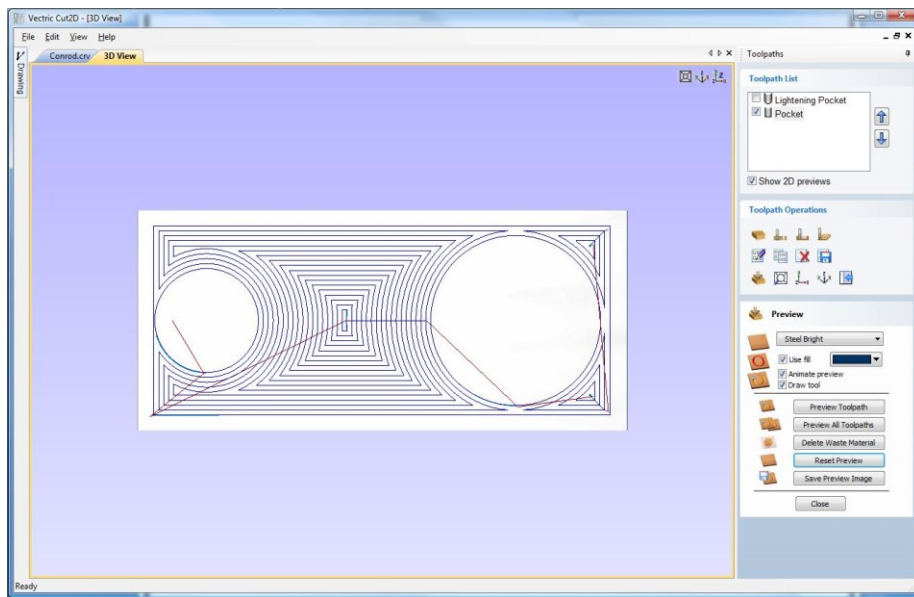 Vectric Cut2D - [3D View]
File Edit View Help
Conrod.crv 3D View
Toolpaths
Drawing
Toolpath List
Lightening Pocket
Pocket
Show 2D previews
Toolpath Operations
Preview
Steel Bright
Use fill
Animate preview
Draw tool
Preview Toolpath
Preview All Toolpaths
Delete Waste Material
Reset Preview
Save Preview Image
Close
Ready